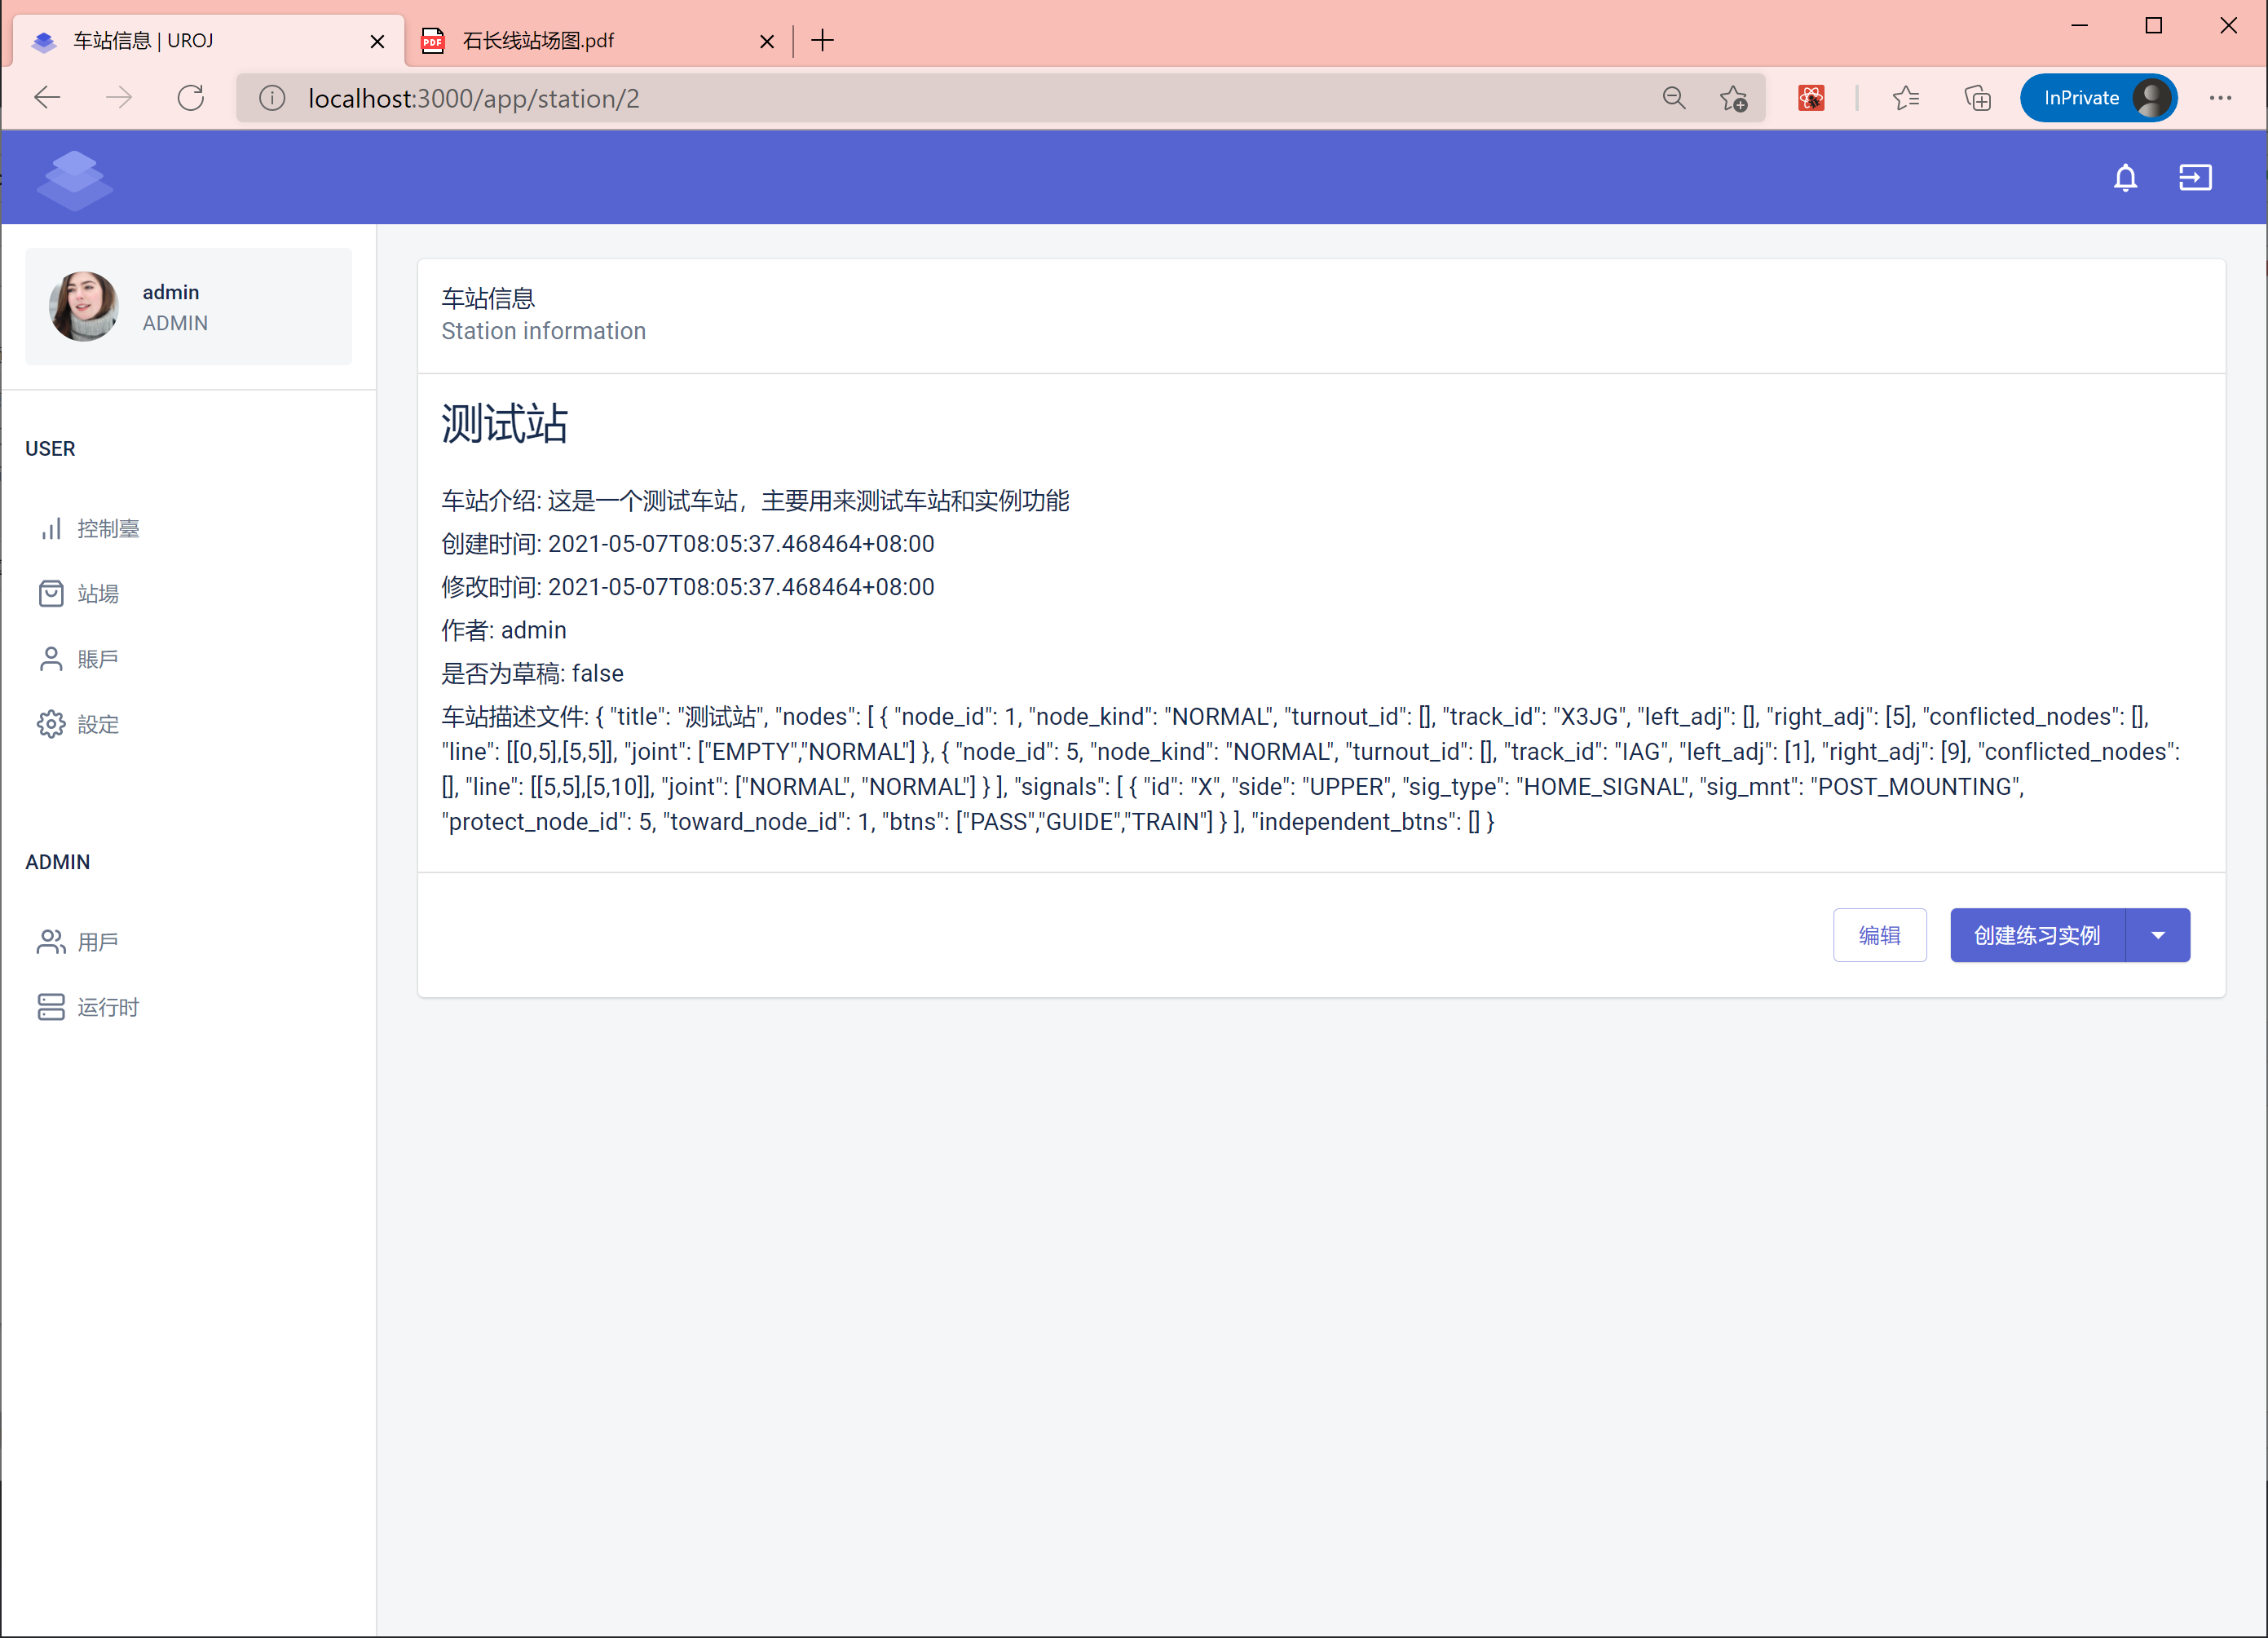 车站信息 | UROJ
石长线站场图.pdf
localhost:3000/app/station/2
InPrivate
admin
ADMIN
USER
控制臺
站場
賬戶
設定
ADMIN
用戶
运行时
车站信息
Station information
测试站
车站介绍: 这是一个测试车站，主要用来测试车站和实例功能
创建时间: 2021-05-07T08:05:37.468464+08:00
修改时间: 2021-05-07T08:05:37.468464+08:00
作者: admin
是否为草稿: false
车站描述文件: { "title": "测试站", "nodes": [ { "node_id": 1, "node_kind": "NORMAL", "turnout_id": [], "track_id": "X3JG", "left_adj": [], "right_adj": [5], "conflicted_nodes": [],
"line": [[0,5],[5,5]], "joint": ["EMPTY","NORMAL"] }, { "node_id": 5, "node_kind": "NORMAL", "turnout_id": [], "track_id": "IAG", "left_adj": [1], "right_adj": [9], "conflicted_nodes":
[], "line": [[5,5],[5,10]], "joint": ["NORMAL", "NORMAL"] } ], "signals": [ { "id": "X", "side": "UPPER", "sig_type": "HOME_SIGNAL", "sig_mnt": "POST_MOUNTING",
"protect_node_id": 5, "toward_node_id": 1, "btns": ["PASS","GUIDE","TRAIN"] } ], "independent_btns": [] }
编辑
创建练习实例